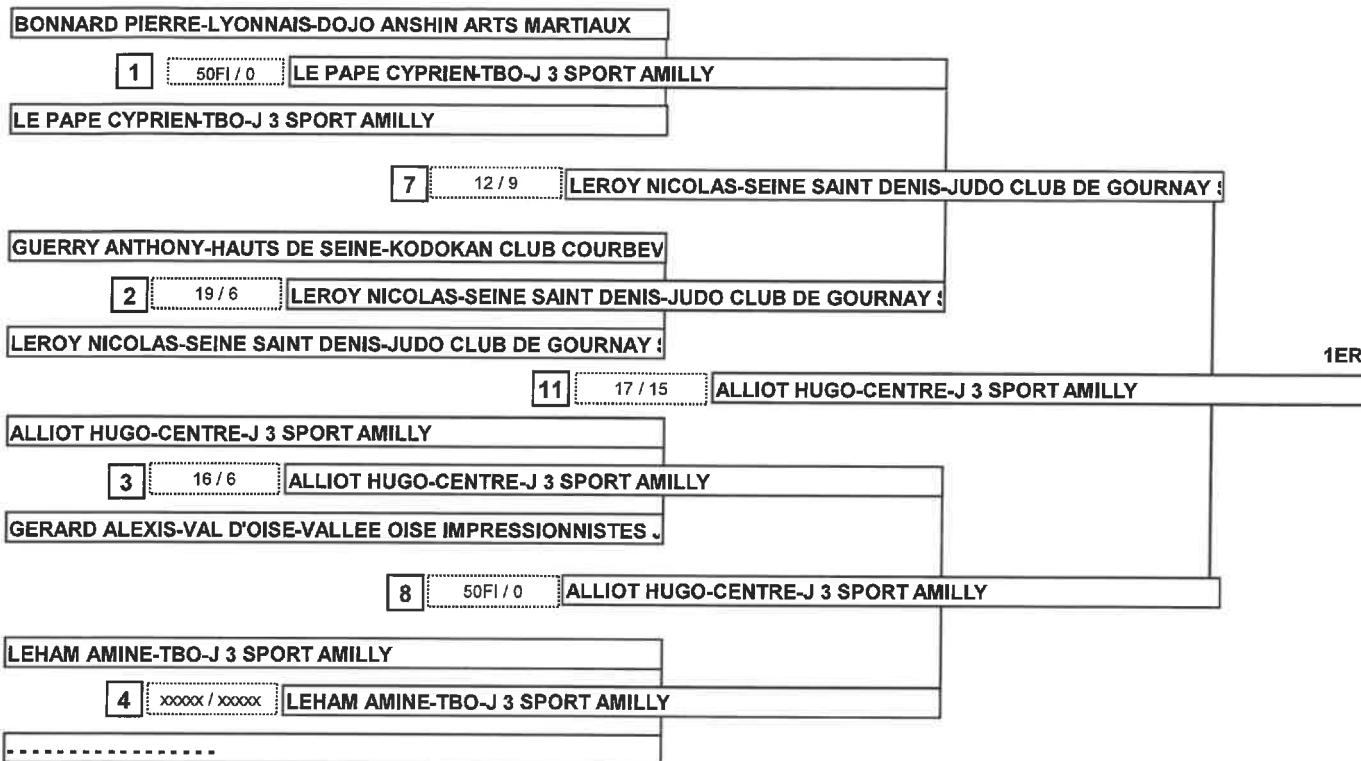 BONNARD PIERRE-LYONNAIS-DOJO ANSHIN ARTS MARTIAUX
1 50FI / 0 LE PAPE CYPRIEN-TBO-J 3 SPORT AMILLY
LE PAPE CYPRIEN-TBO-J 3 SPORT AMILLY
7 12 / 9 LEROY NICOLAS-SEINE SAINT DENIS-JUDO CLUB DE GOURNAY
GUERRY ANTHONY-HAUTS DE SEINE-KODOKAN CLUB COURBEV
2 19 / 6 LEROY NICOLAS-SEINE SAINT DENIS-JUDO CLUB DE GOURNAY
LEROY NICOLAS-SEINE SAINT DENIS-JUDO CLUB DE GOURNAY
1ER
11 17 / 15 ALLIOT HUGO-CENTRE-J 3 SPORT AMILLY
ALLIOT HUGO-CENTRE-J 3 SPORT AMILLY
3 16 / 6 ALLIOT HUGO-CENTRE-J 3 SPORT AMILLY
GERARD ALEXIS-VAL D'OISE-VALLEE OISE IMPRESSIONNISTES
8 50FI / 0 ALLIOT HUGO-CENTRE-J 3 SPORT AMILLY
LEHAM AMINE-TBO-J 3 SPORT AMILLY
4 xxxxx / xxxxx LEHAM AMINE-TBO-J 3 SPORT AMILLY
- - - - - - - - - - - - - - - - -